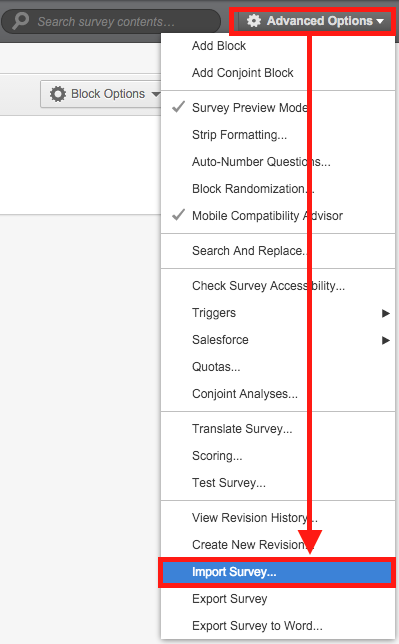 Search survey contents...
Advanced Options
Add Block
Add Conjoint Block
Block Options
Survey Preview Mode
Strip Formatting...
Auto-Number Questions...
Block Randomization...
Mobile Compatibility Advisor
Search And Replace...
Check Survey Accessibility...
Triggers
Salesforce
Quotas...
Conjoint Analyses...
Translate Survey...
Scoring...
Test Survey...
View Revision History...
Create New Revision...
Import Survey...
Export Survey
Export Survey to Word...